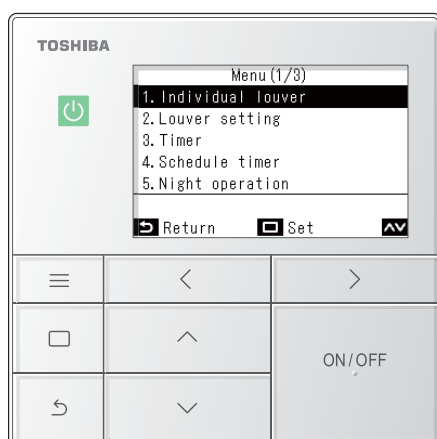 TOSHIBA
Menu(1/3)
1.Individual louver
2.Louver setting
3.Timer
4.Schedule timer
5.Night operation
Return Set
ON/OFF